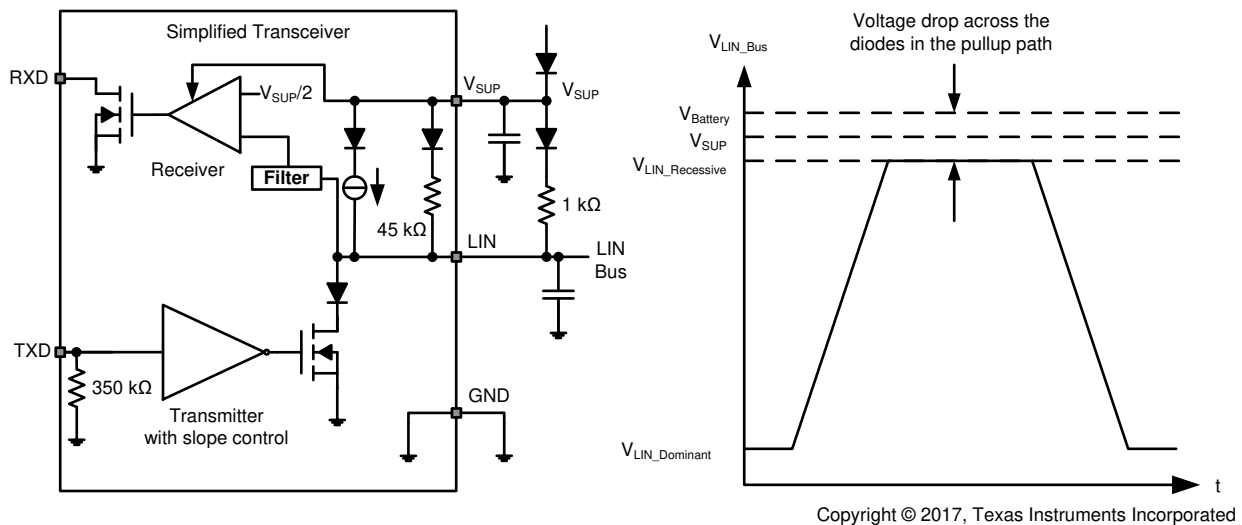 Simplified Transceiver
RXD
V_SUP/2
Receiver
Filter
45 kΩ
V_SUP
V_SUP
1 kΩ
LIN
LIN
Bus
TXD
350 kΩ
Transmitter
with slope control
GND
Voltage drop across the
diodes in the pullup path
V_LIN_Bus
V_Battery
V_SUP
V_LIN_Recessive
V_LIN_Dominant
t
Copyright © 2017, Texas Instruments Incorporated